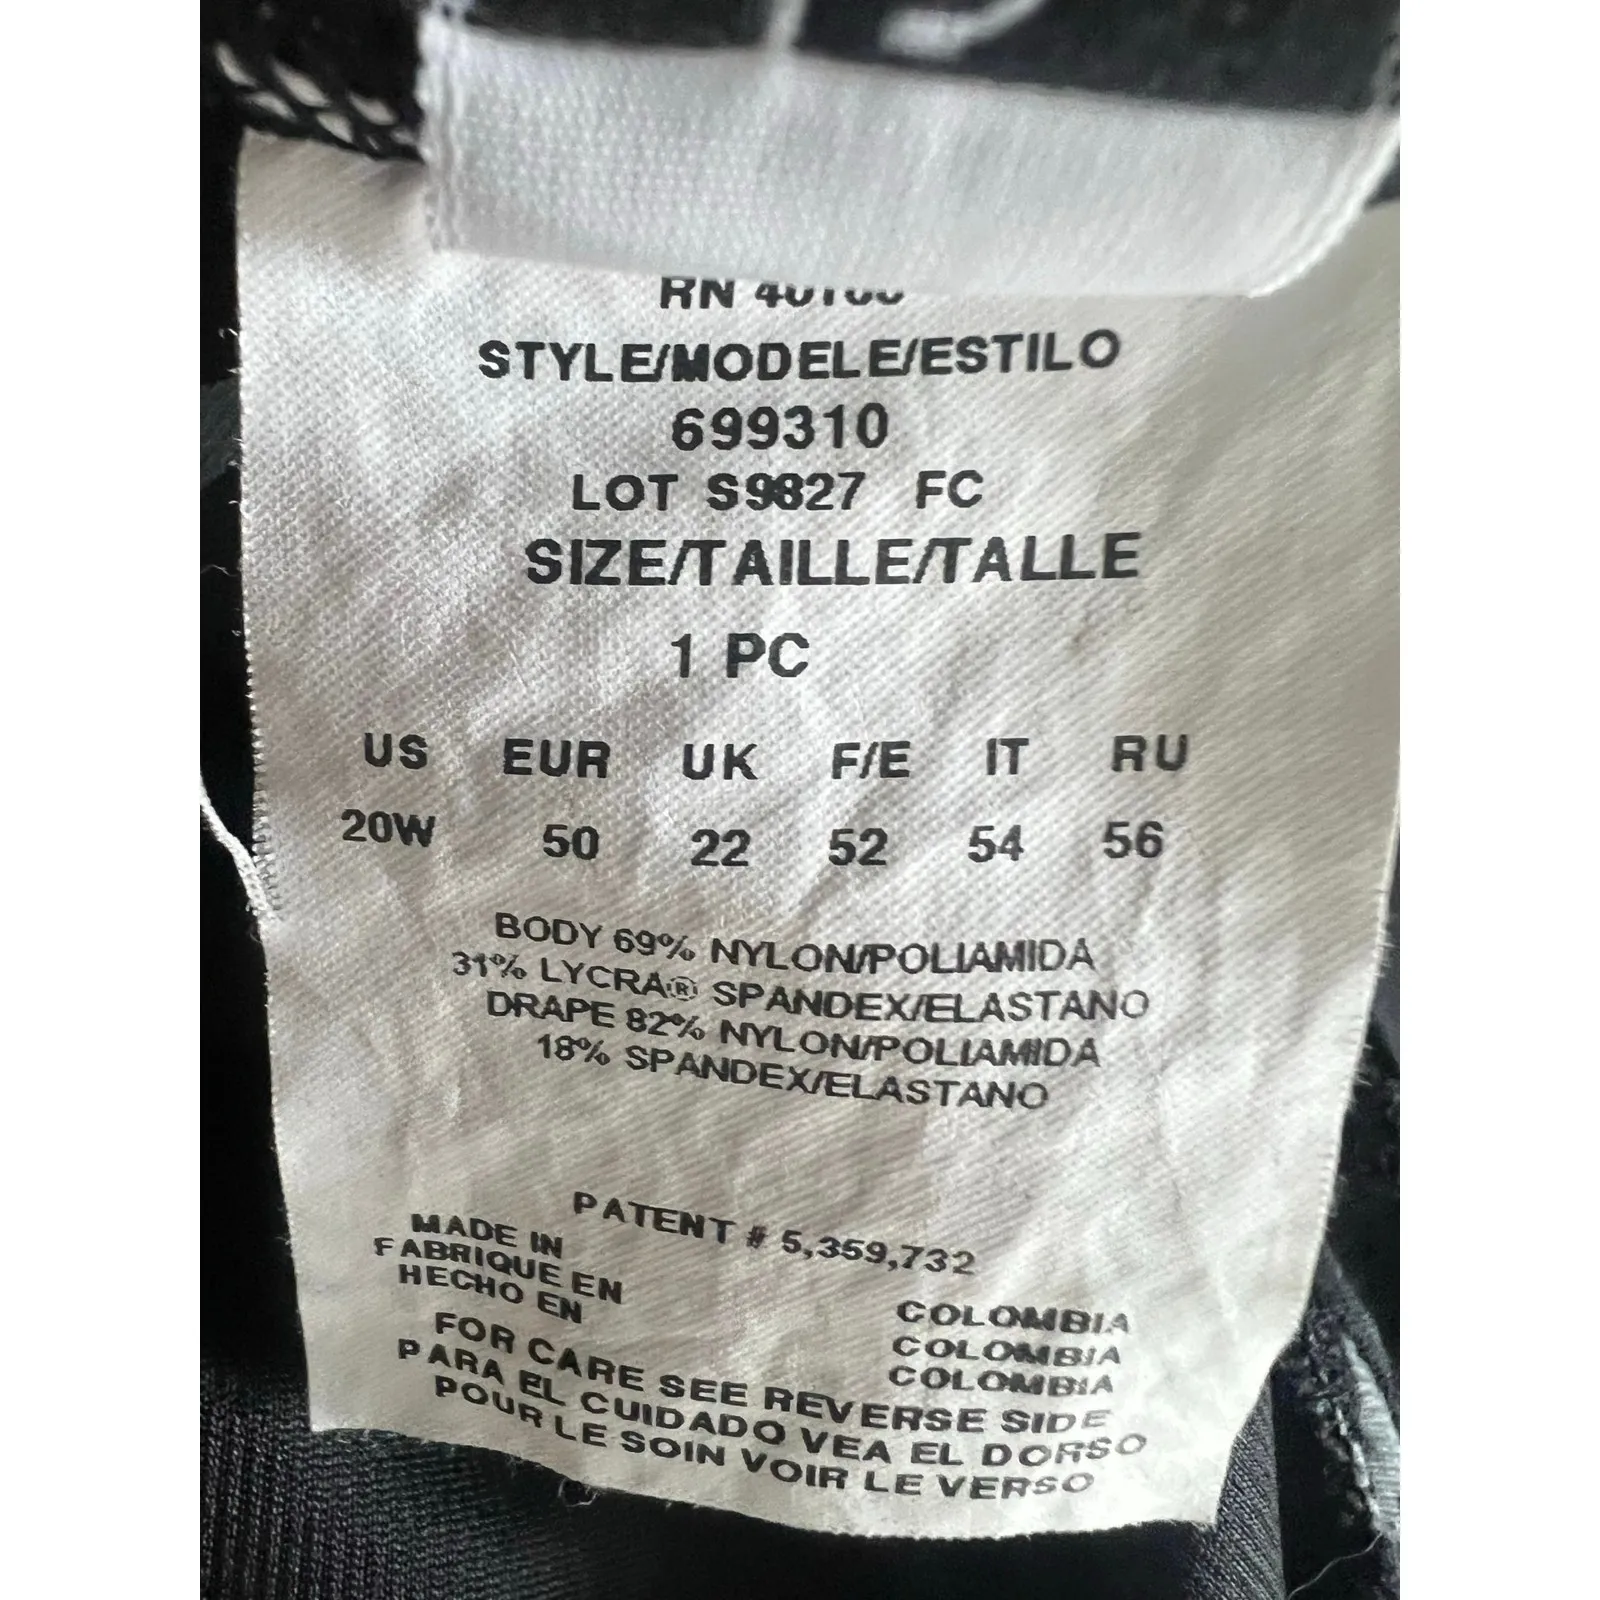 RN
STYLE/MODELE/ESTILO
699310
LOT S9827 FC
SIZE/TAILLE/TALLE
1 PC
US EUR UK F/E IT RU
20W 50 22 52 54 56
BODY 69% NYLON/POLIAMIDA
31% LYCRA® SPANDEX/ELASTANO
DRAPE 82% NYLON/POLIAMIDA
18% SPANDEX/ELASTANO
PATENT # 5,359,732
MADE IN COLOMBIA
FABRIQUE EN COLOMBIA
HECHO EN COLOMBIA
FOR CARE SEE REVERSE SIDE
PARA EL CUIDADO VEA EL DORSO
POUR LE SOIN VOIR LE VERSO